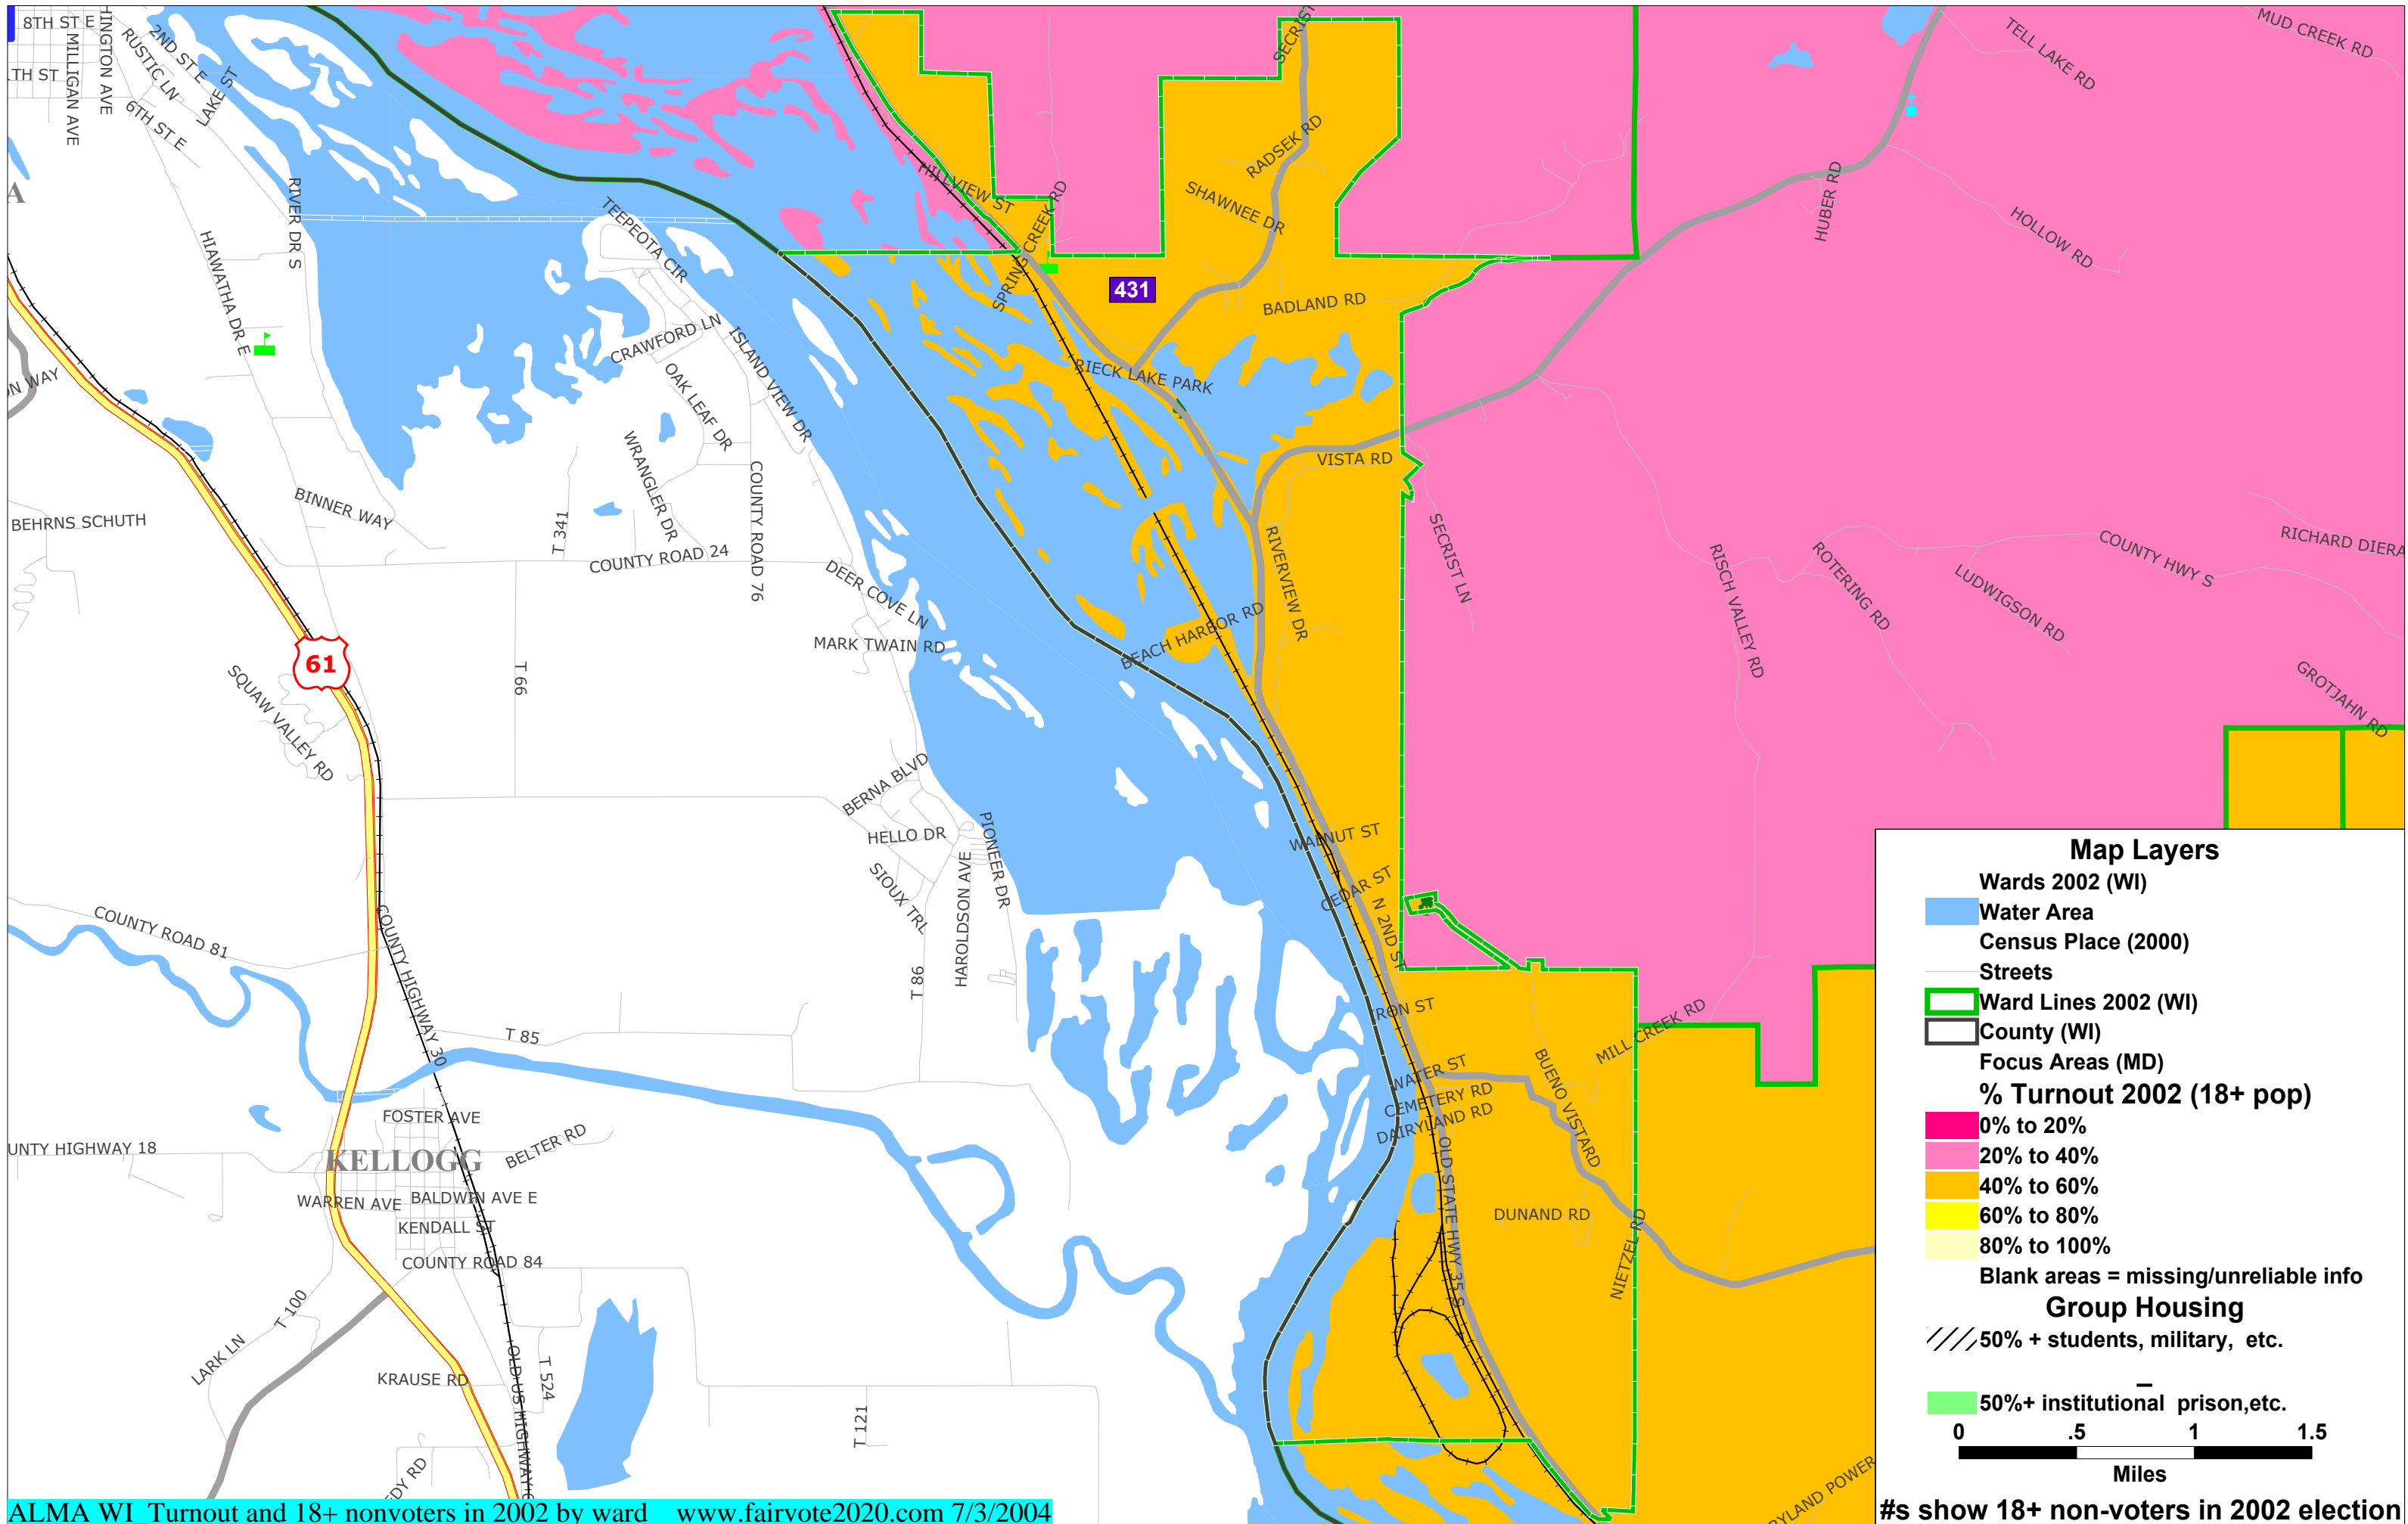 8TH ST E
MILLIGAN AVE
HINGTON AVE
RUSTIC LN
2ND ST E
LAKE ST
TH ST
6TH ST E
A
HIAWATHA DR E
RIVER DR S
TEEPEOTA CIR
CRAWFORD LN
ISLAND VIEW DR
OAK LEAF DR
WRANGLER DR
COUNTY ROAD 76
ON WAY
BEHRNS SCHUTH
BINNER WAY
T 341
COUNTY ROAD 24
DEER COVE LN
MARK TWAIN RD
T 66
61
SQUAW VALLEY RD
BERNA BLVD
HELLO DR
SIOUX TRL
HAROLDSON AVE
PIONEER DR
T 86
COUNTY ROAD 81
COUNTY HIGHWAY 30
T 85
FOSTER AVE
UNTY HIGHWAY 18
KELLOGG
BELTER RD
WARREN AVE
BALDWIN AVE E
KENDALL ST
COUNTY ROAD 84
T 100
LARK LN
KRAUSE RD
T 524
OLD US HIGHWAY 6
T 121
EDY RD
HILLVIEW ST
SPRING CREEK RD
SECRIST
RADSEK RD
SHAWNEE DR
431
BADLAND RD
RIECK LAKE PARK
VISTA RD
RIVERVIEW DR
BEACH HARBOR RD
SECRIST LN
WALNUT ST
CEDAR ST
N 2ND ST
IRON ST
WATER ST
CEMETERY RD
DAIRYLAND RD
BUENO VISTARD
MILL CREEK RD
OLD STATE HWY 35 S
DUNAND RD
NIETZEL RD
RYLAND POWER
MUD CREEK RD
TELL LAKE RD
HUBER RD
HOLLOW RD
RISCH VALLEY RD
ROTERING RD
LUDWIGSON RD
COUNTY HWY S
RICHARD DIERA
GROTJAHN RD
Map Layers
Wards 2002 (WI)
Water Area
Census Place (2000)
Streets
Ward Lines 2002 (WI)
County (WI)
Focus Areas (MD)
% Turnout 2002 (18+ pop)
0% to 20%
20% to 40%
40% to 60%
60% to 80%
80% to 100%
Blank areas = missing/unreliable info
Group Housing
50% + students, military, etc.
50%+ institutional prison,etc.
0 .5 1 1.5
Miles
#s show 18+ non-voters in 2002 election
ALMA WI Turnout and 18+ nonvoters in 2002 by ward www.fairvote2020.com 7/3/2004